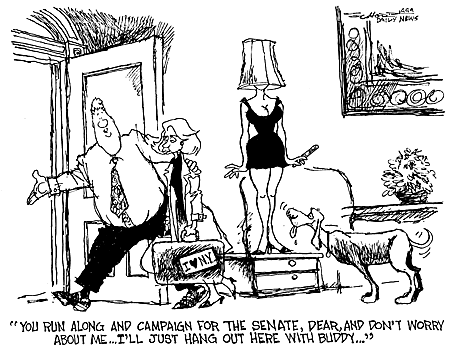 DAILY NEWS
I ♥ NY
"YOU RUN ALONG AND CAMPAIGN FOR THE SENATE, DEAR, AND DON'T WORRY
ABOUT ME...I'LL JUST HANG OUT HERE WITH BUDDY..."